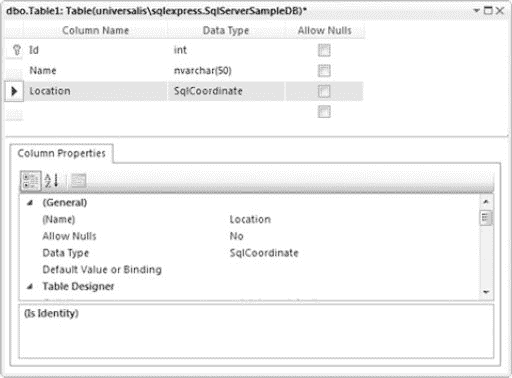 dbo.Table1: Table(universalis\sqlexpress.SqlServerSampleDB)*
Column Name Data Type Allow Nulls
Id int
Name nvarchar(50)
Location SqlCoordinate
Column Properties
(General)
(Name) Location
Allow Nulls No
Data Type SqlCoordinate
Default Value or Binding
Table Designer
(Is Identity)